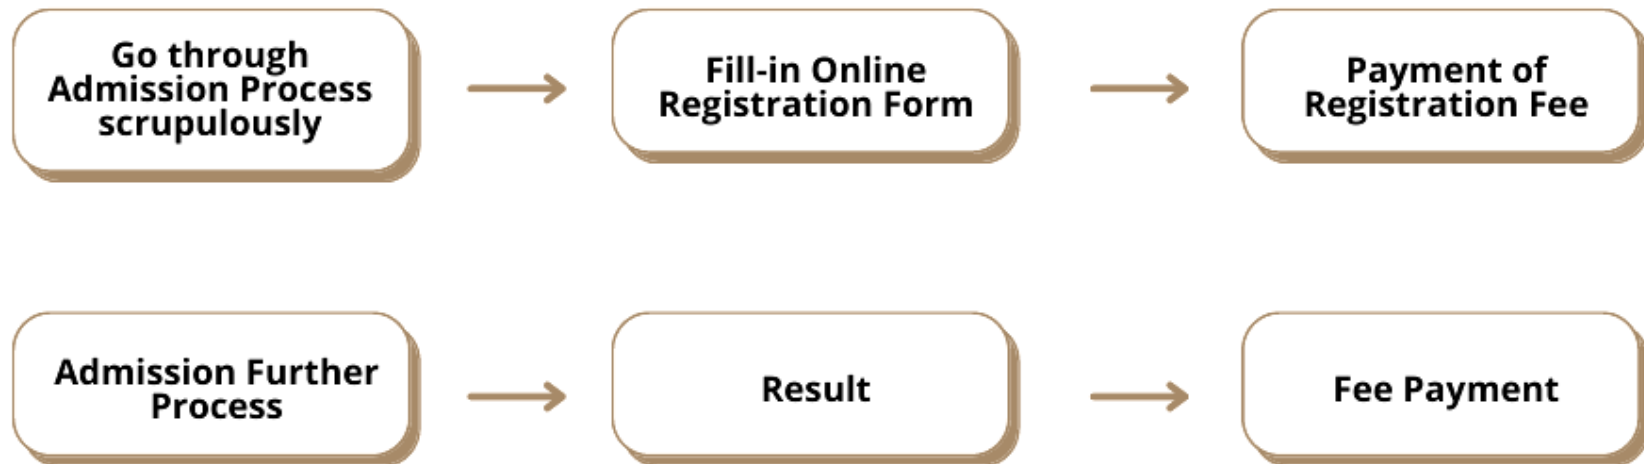 Go through
Admission Process
scrupulously
Fill-in Online
Registration Form
Payment of
Registration Fee
Admission Further
Process
Result
Fee Payment